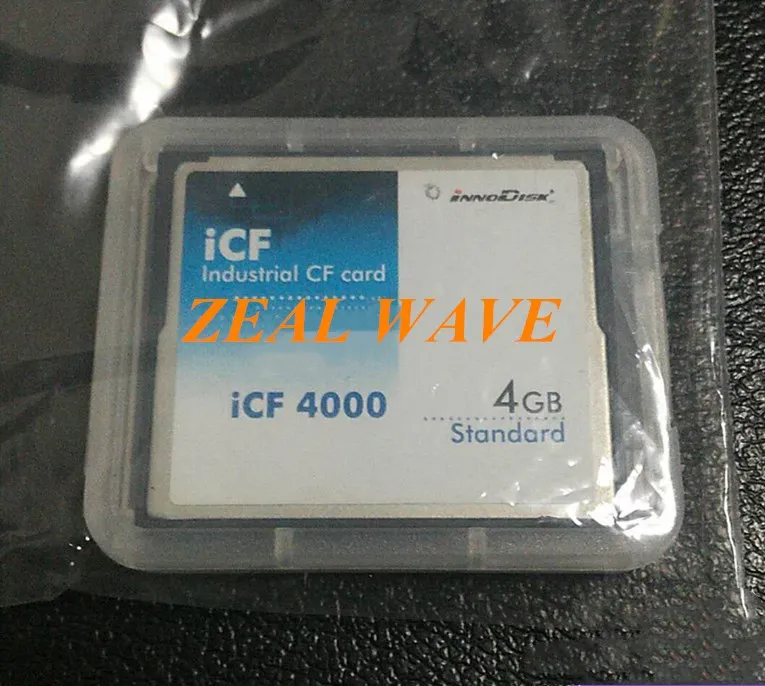 INNODISK
iCF
Industrial CF card
ZEAL WAVE
iCF 4000
4GB
Standard